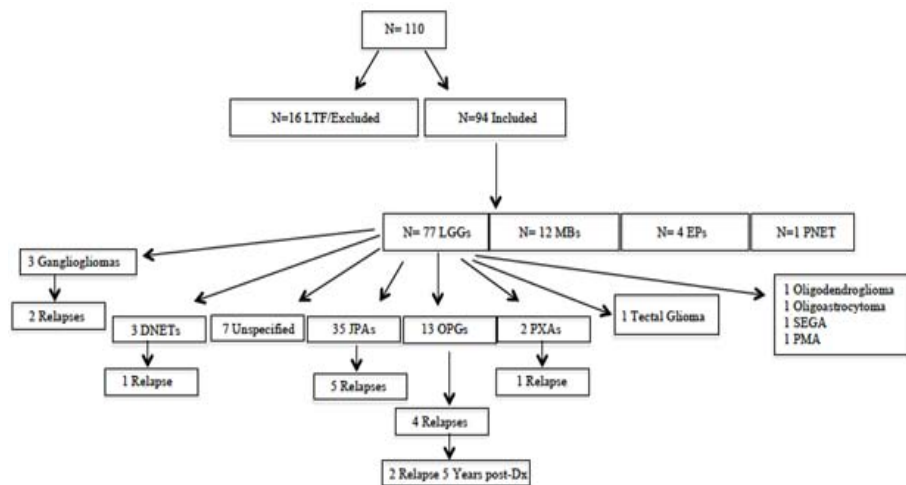 N= 110
N=16 LTF/Excluded
N=94 Included
N= 77 LGGs
N= 12 MBs
N= 4 EPs
N=1 PNET
3 Gangliogliomas
2 Relapses
3 DNETs
1 Relapse
7 Unspecified
35 JPAs
5 Relapses
13 OPGs
4 Relapses
2 Relapse 5 Years post-Dx
2 PXAs
1 Relapse
1 Tectal Glioma
1 Oligodendroglioma
1 Oligoastrocytoma
1 SEGA
1 PMA